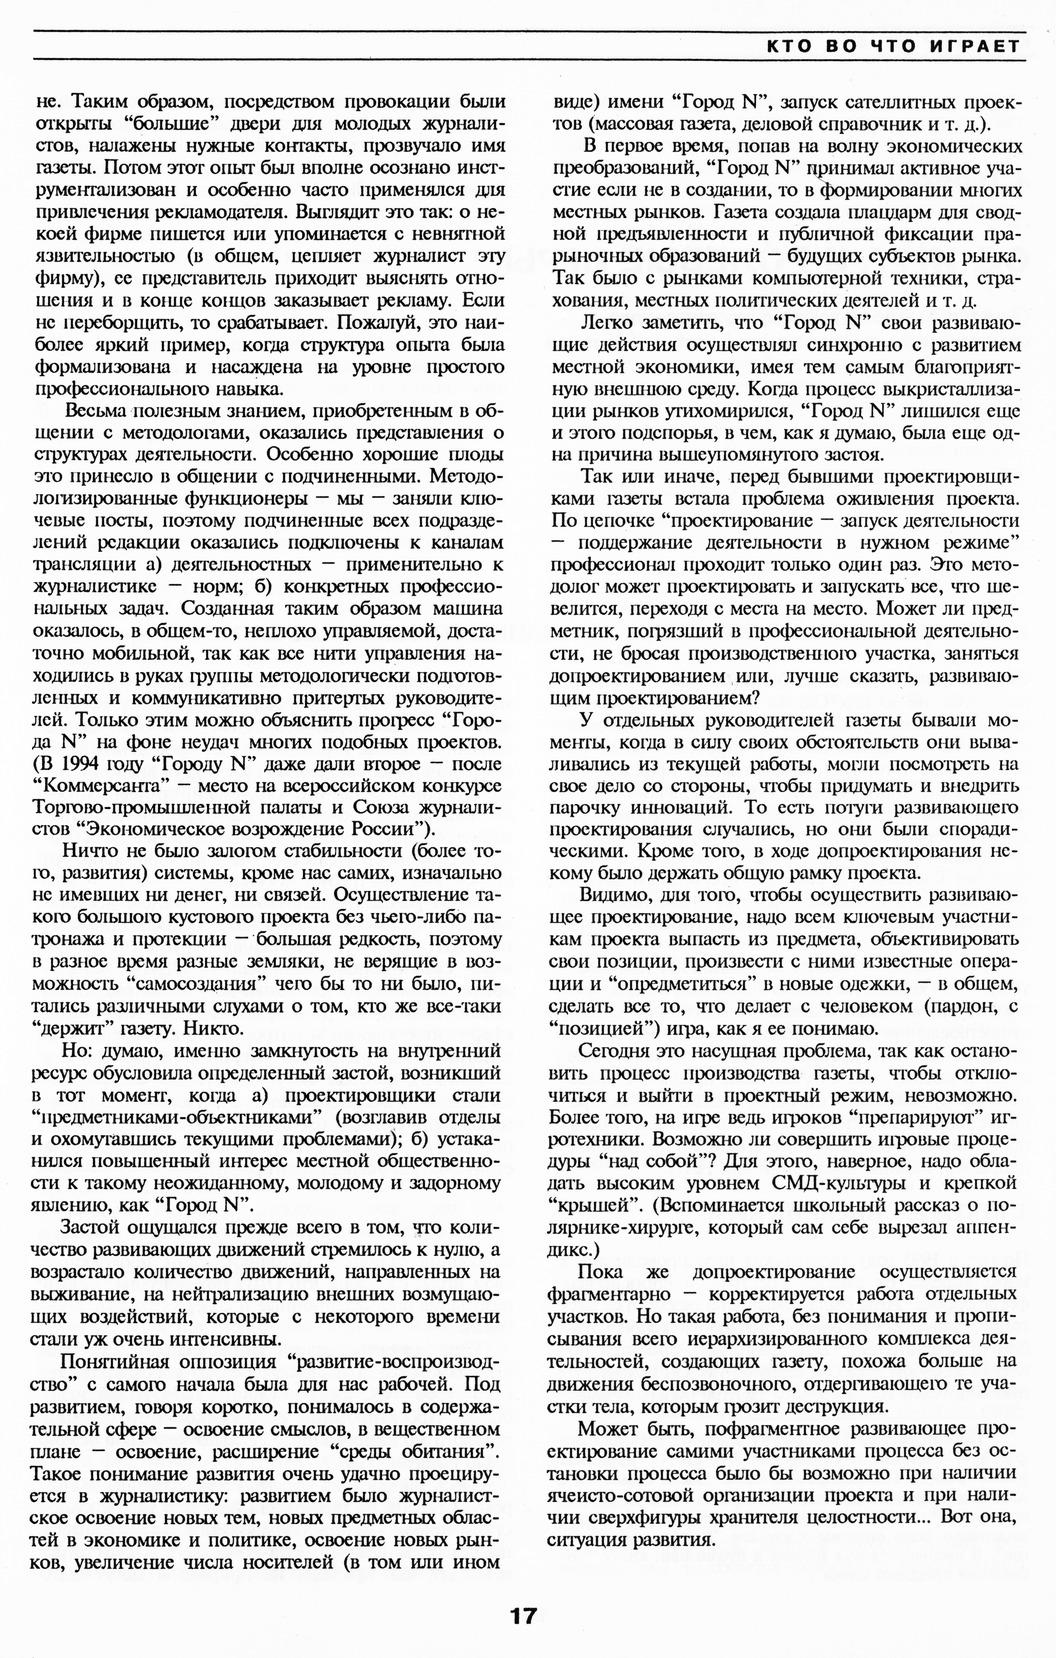 КТО ВО ЧТО ИГРАЕТ
не. Таким образом, посредством провокации были
открыты “большие” двери для молодых журнали-
стов, налажены нужные контакты, прозвучало имя
газеты. Потом этот опыт был вполне осознано инст-
рументализован и особенно часто применялся для
привлечения рекламодателя. Выглядит это так: о не-
коей фирме пишется или упоминается с невнятной
язвительностью (в общем, цепляет журналист эту
фирму), ее представитель приходит выяснять отно-
шения и в конце концов заказывает рекламу. Если
не переборщить, то срабатывает. Пожалуй, это наи-
более яркий пример, когда структура опыта была
формализована и насаждена на уровне простого
профессионального навыка.
Весьма полезным знанием, приобретенным в об-
щении с методологами, оказались представления о
структурах деятельности. Особенно хорошие плоды
это принесло в общении с подчиненными. Методо-
логизированные функционеры — мы — заняли клю-
чевые посты, поэтому подчиненные всех подразде-
лений редакции оказались подключены к каналам
трансляции а) деятельностных — применительно к
журналистике — норм; б) конкретных профессио-
нальных задач. Созданная таким образом машина
оказалось, в общем-то, неплохо управляемой, доста-
точно мобильной, так как все нити управления на-
ходились в руках группы методологически подготов-
ленных и коммуникативно притертых руководите-
лей. Только этим можно объяснить прогресс “Горо-
да N” на фоне неудач многих подобных проектов.
(В 1994 году “Городу N” даже дали второе — после
“Коммерсанта” — место на всероссийском конкурсе
Торгово-промышленной палаты и Союза журнали-
стов “Экономическое возрождение России”).
Ничто не было залогом стабильности (более то-
го, развития) системы, кроме нас самих, изначально
не имевших ни денег, ни связей. Осуществление та-
кого большого кустового проекта без чьего-либо па-
тронажа и протекции — большая редкость, поэтому
в разное время разные земляки, не верящие в воз-
можность “самосоздания” чего бы то ни было, пи-
тались различными слухами о том, кто же все-таки
“держит” газету. Никто.
Но: думаю, именно замкнутость на внутренний
ресурс обусловила определенный застой, возникший
в тот момент, когда а) проектировщики стали
“предметниками-объектниками” (возглавив отделы
и охомутавшись текущими проблемами); б) устака-
нился повышенный интерес местной общественно-
сти к такому неожиданному, молодому и задорному
явлению, как “Город N”.
Застой ощущался прежде всего в том, что коли-
чество развивающих движений стремилось к нулю, а
возрастало количество движений, направленных на
выживание, на нейтрализацию внешних возмущаю-
щих воздействий, которые с некоторого времени
стали уж очень интенсивны.
Понятийная оппозиция “развитие-воспроизвод-
ство” с самого начала была для нас рабочей. Под
развитием, говоря коротко, понималось в содержа-
тельной сфере — освоение смыслов, в вещественном
плане — освоение, расширение “среды обитания”.
Такое понимание развития очень удачно проециру-
ется в журналистику: развитием было журналист-
ское освоение новых тем, новых предметных облас-
тей в экономике и политике, освоение новых рын-
ков, увеличение числа носителей (в том или ином
виде) имени “Город N”, запуск сателлитных проек-
тов (массовая газета, деловой справочник и т. д.).
В первое время, попав на волну экономических
преобразований, “Город N” принимал активное уча-
стие если не в создании, то в формировании многих
местных рынков. Газета создала плацдарм для свод-
ной предъявленности и публичной фиксации пра-
рыночных образований — будущих субъектов рынка.
Так было с рынками компьютерной техники, стра-
хования, местных политических деятелей и т. д.
Легко заметить, что “Город N” свои развиваю-
щие действия осуществлял синхронно с развитием
местной экономики, имея тем самым благоприят-
ную внешнюю среду. Когда процесс выкристаллиза-
ции рынков утихомирился, “Город N” лишился еще
и этого подспорья, в чем, как я думаю, была еще од-
на причина вышеупомянутого застоя.
Так или иначе, перед бывшими проектировщи-
ками газеты встала проблема оживления проекта.
По цепочке “проектирование — запуск деятельности
— поддержание деятельности в нужном режиме”
профессионал проходит только один раз. Это мето-
долог может проектировать и запускать все, что ше-
велится, переходя с места на место. Может ли пред-
метник, погрязший в профессиональной деятельно-
сти, не бросая производственного участка, заняться
допроектированием или, лучше сказать, развиваю-
щим проектированием?
У отдельных руководителей газеты бывали мо-
менты, когда в силу своих обстоятельств они выва-
ливались из текущей работы, могли посмотреть на
свое дело со стороны, чтобы придумать и внедрить
парочку инноваций. То есть потуги развивающего
проектирования случались, но они были споради-
ческими. Кроме того, в ходе допроектирования не-
кому было держать общую рамку проекта.
Видимо, для того, чтобы осуществить развиваю-
щее проектирование, надо всем ключевым участни-
кам проекта выпасть из предмета, объективировать
свои позиции, произвести с ними известные опера-
ции и “опредметиться” в новые одежки, — в общем,
сделать все то, что делает с человеком (пардон, с
“позицией”) игра, как я ее понимаю.
Сегодня это насущная проблема, так как остано-
вить процесс производства газеты, чтобы отклю-
читься и выйти в проектный режим, невозможно.
Более того, на игре ведь игроков “препарируют” иг-
ротехники. Возможно ли совершить игровые проце-
дуры “над собой”? Для этого, наверное, надо обла-
дать высоким уровнем СМД-культуры и крепкой
“крышей”. (Вспоминается школьный рассказ о по-
лярнике-хирурге, который сам себе вырезал аппен-
дикс.)
Пока же допроектирование осуществляется
фрагментарно — корректируется работа отдельных
участков. Но такая работа, без понимания и пропи-
сывания всего иерархизированного комплекса дея-
тельностей, создающих газету, похожа больше на
движения беспозвоночного, отдергивающего те уча-
стки тела, которым грозит деструкция.
Может быть, пофрагментное развивающее про-
ектирование самими участниками процесса без ос-
тановки процесса было бы возможно при наличии
ячеисто-сотовой организации проекта и при нали-
чии сверхфигуры хранителя целостности... Вот она,
ситуация развития.
17